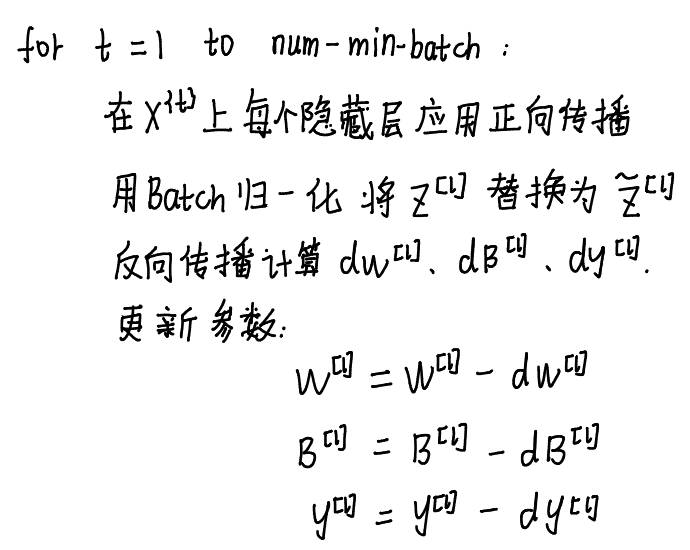 for t = 1 to num-min-batch :
在 X^{t} 上每个隐藏层应用正向传播
用Batch归一化 将 Z^[l] 替换为 Z̃^[l]
反向传播计算 dw^[l]、dB^[l]、dy^[l].
更新参数:
W^[l] = W^[l] - dw^[l]
B^[l] = B^[l] - dB^[l]
y^[l] = y^[l] - dy^[l]